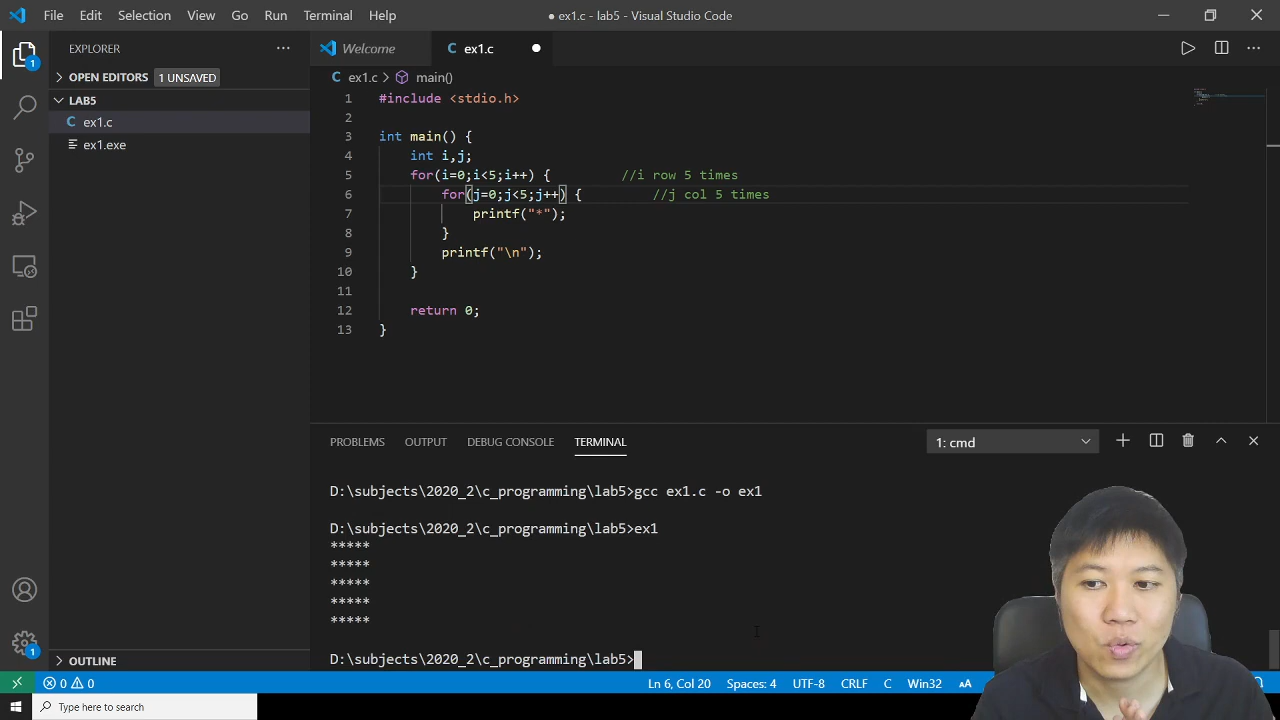 File Edit Selection View Go Run Terminal Help ● ex1.c - lab5 - Visual Studio Code
EXPLORER
Welcome
ex1.c
1
OPEN EDITORS 1 UNSAVED
ex1.c main()
LAB5
ex1.c
ex1.exe
1 #include <stdio.h>
2
3 int main() {
4 int i,j;
5 for(i=0;i<5;i++) { //i row 5 times
6 for(j=0;j<5;j++) { //j col 5 times
7 printf("*");
8 }
9 printf("\n");
10 }
11
12 return 0;
13 }
PROBLEMS OUTPUT DEBUG CONSOLE TERMINAL 1: cmd
D:\subjects\2020_2\c_programming\lab5>gcc ex1.c -o ex1
D:\subjects\2020_2\c_programming\lab5>ex1
*****
*****
*****
*****
*****
D:\subjects\2020_2\c_programming\lab5>
1
OUTLINE
0 0 Ln 6, Col 20 Spaces: 4 UTF-8 CRLF C Win32
Type here to search